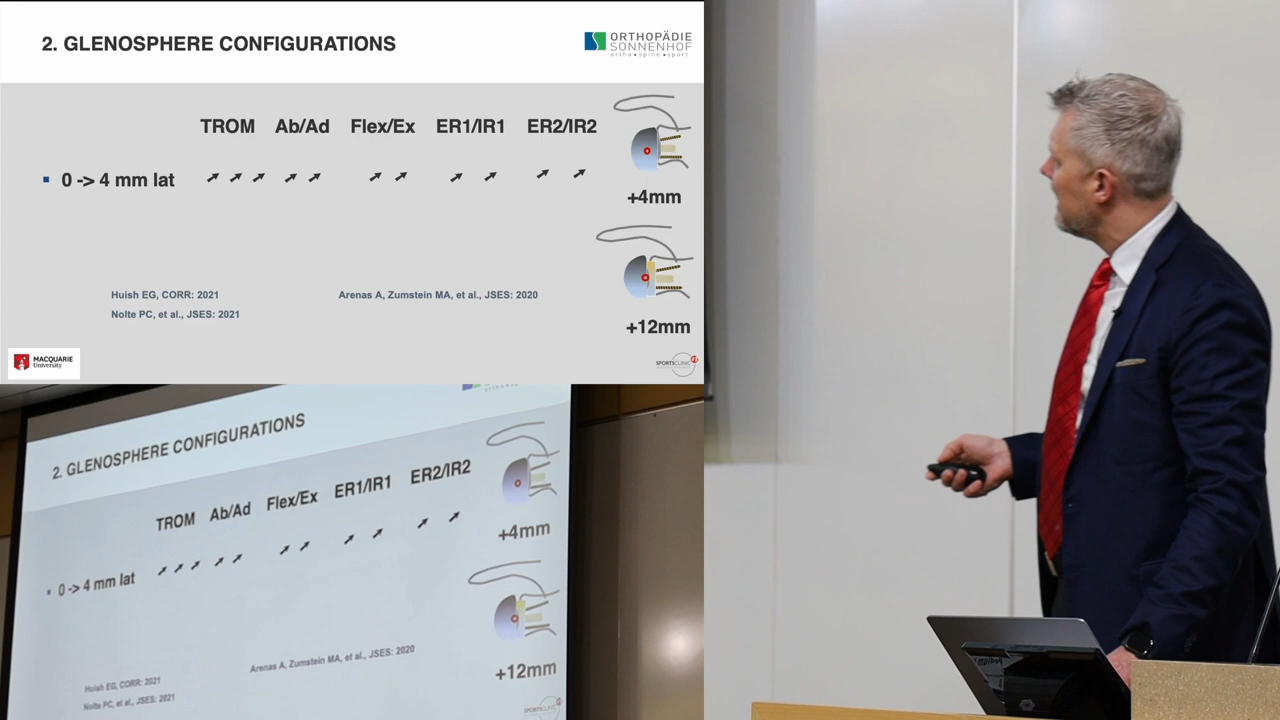 2. GLENOSPHERE CONFIGURATIONS
ORTHOPÄDIE
SONNENHOF
ortho • spine • sport
TROM Ab/Ad Flex/Ex ER1/IR1 ER2/IR2
0 -> 4 mm lat
+4mm
+12mm
Huish EG, CORR: 2021
Arenas A, Zumstein MA, et al., JSES: 2020
Nolte PC, et al., JSES: 2021
MACQUARIE
University
SPORTSCLINIC
2. GLENOSPHERE CONFIGURATIONS
TROM Ab/Ad Flex/Ex ER1/IR1 ER2/IR2
0 -> 4 mm lat
+4mm
+12mm
Arenas A, Zumstein MA, et al., JSES: 2020
Huish EG, CORR: 2021
Nolte PC, et al., JSES: 2021
SPORTSCLINIC